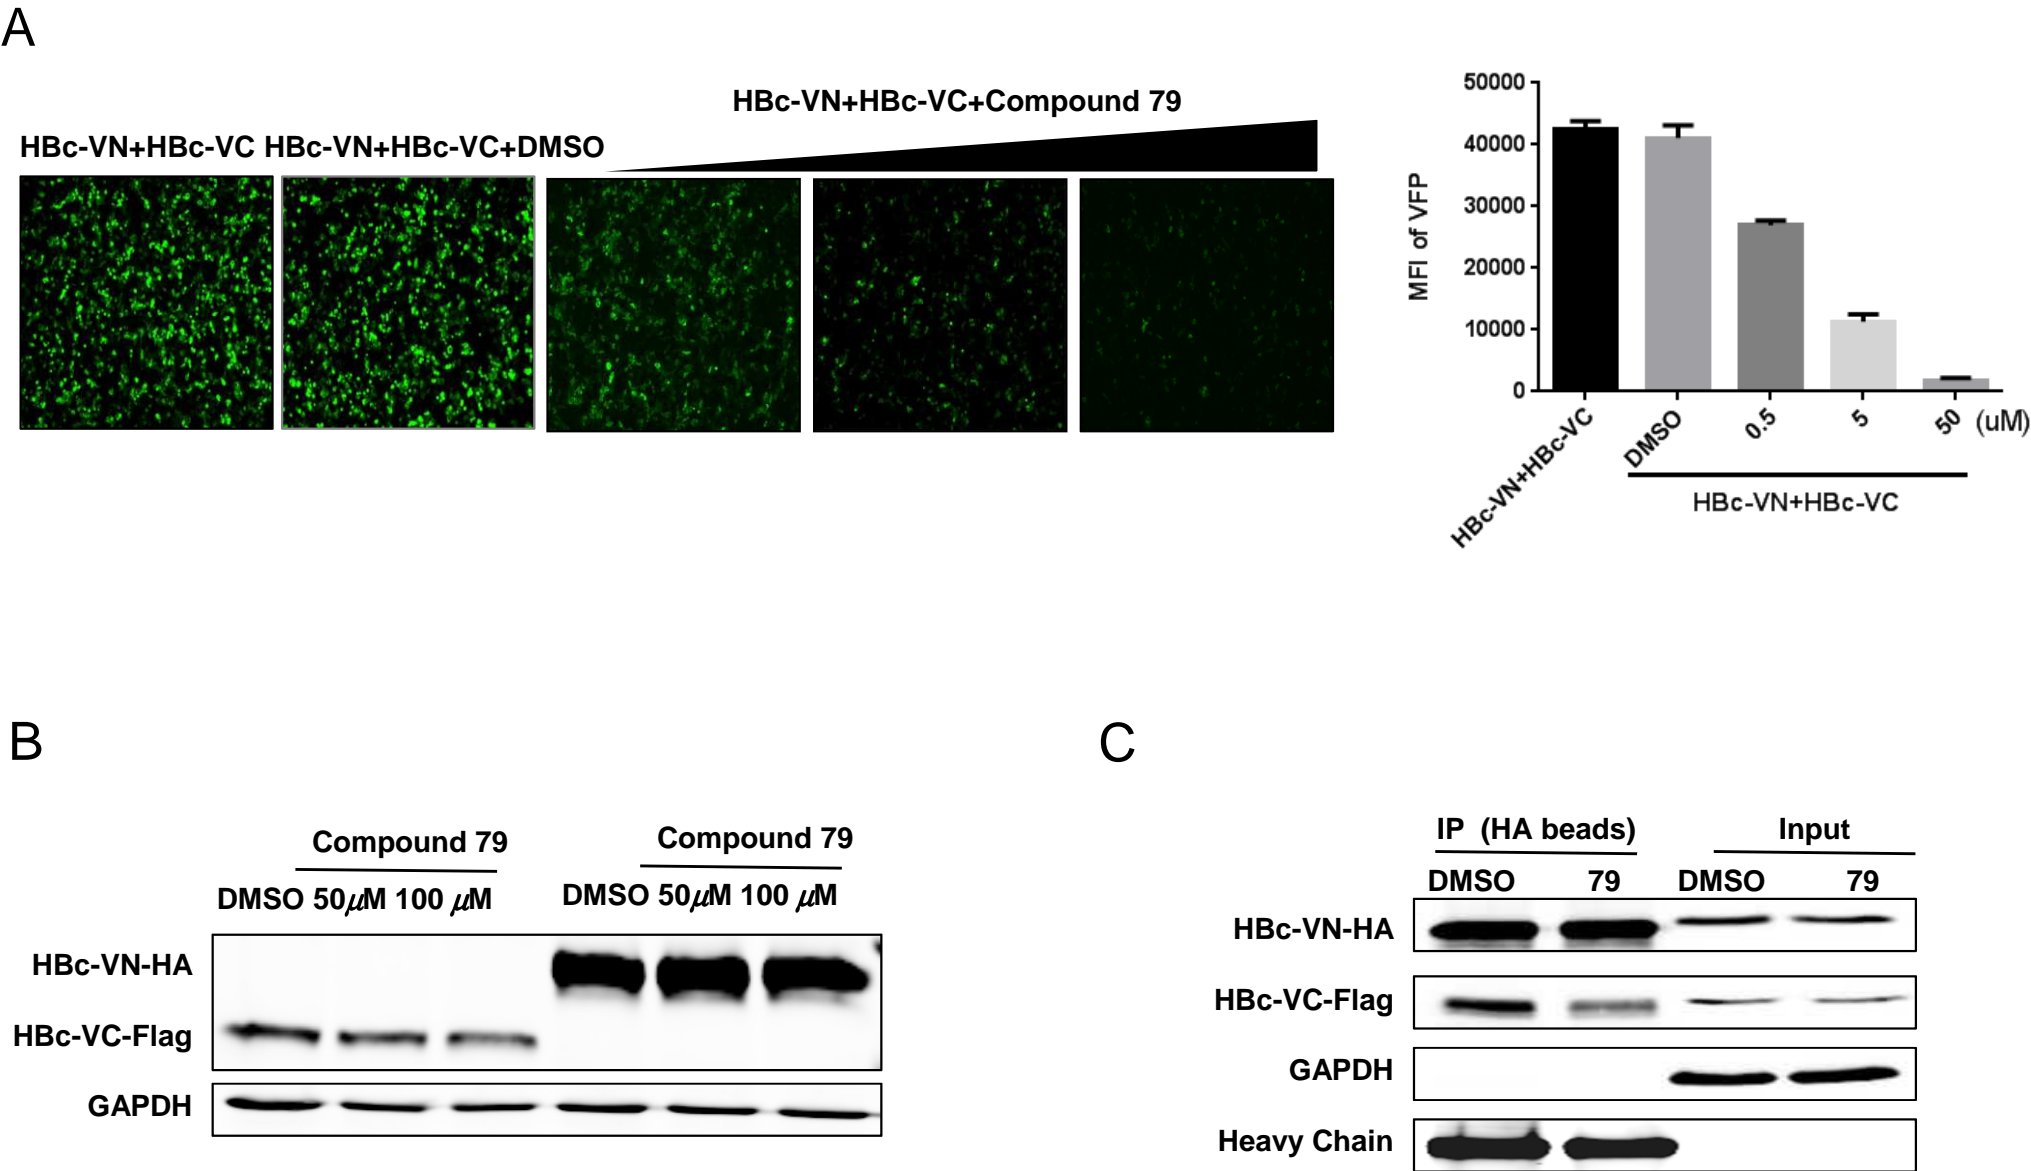 A
HBc-VN+HBc-VC+Compound 79
HBc-VN+HBc-VC HBc-VN+HBc-VC+DMSO
MFI of VFP
50000
40000
30000
20000
10000
0
HBc-VN+HBc-VC
DMSO
0.5
5
50
(uM)
HBc-VN+HBc-VC
B
Compound 79
Compound 79
DMSO 50μM 100 μM
DMSO 50μM 100 μM
HBc-VN-HA
HBc-VC-Flag
GAPDH
C
IP (HA beads)
Input
DMSO 79 DMSO 79
HBc-VN-HA
HBc-VC-Flag
GAPDH
Heavy Chain